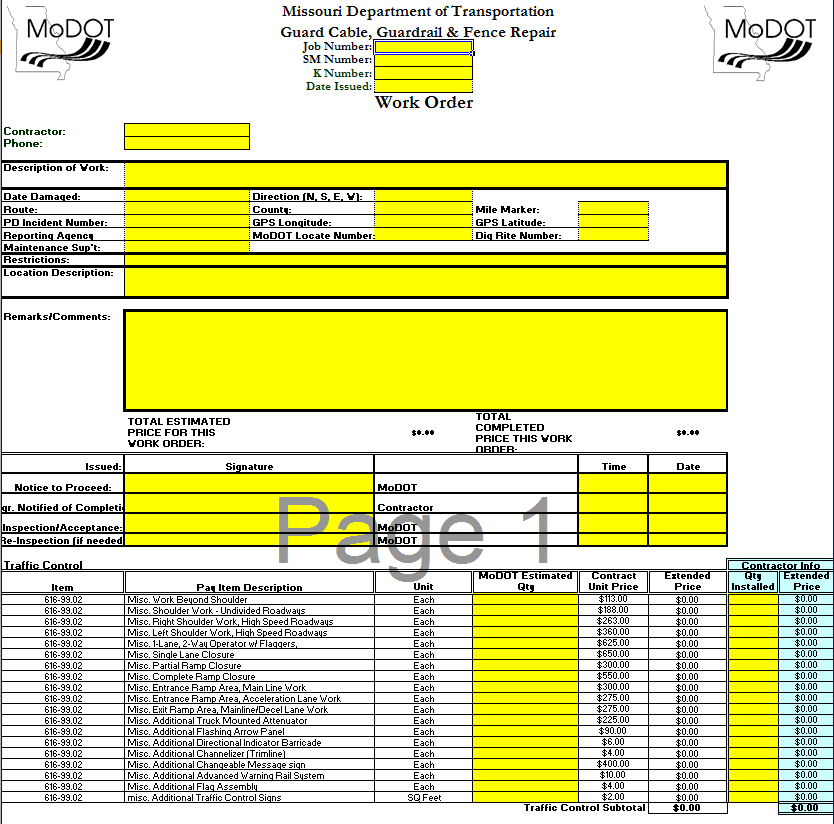 MoDOT
Missouri Department of Transportation
MoDOT
Guard Cable, Guardrail & Fence Repair
Job Number:
SM Number:
K Number:
Date Issued:
Work Order
Contractor:
Phone:
Description of Work:
Date Damaged: Direction (N, S, E, W):
Route: County: Mile Marker:
PD Incident Number: GPS Longitude: GPS Latitude:
Reporting Agency MoDOT Locate Number: Dig Rite Number:
Maintenance Sup't:
Restrictions:
Location Description:
Remarks/Comments:
TOTAL ESTIMATED PRICE FOR THIS WORK ORDER: $0.00 TOTAL COMPLETED PRICE THIS WORK ORDER: $0.00
Issued: Signature Time Date
Notice to Proceed: MoDOT
gr. Notified of Completi Contractor
Inspection/Acceptance: MoDOT
Re-Inspection (if needed MoDOT
Page 1
Traffic Control Contractor Info
Item Pay Item Description Unit MoDOT Estimated Qty Contract Unit Price Extended Price Qty Installed Extended Price
616-99.02 Misc. Work Beyond Shoulder Each $113.00 $0.00 $0.00
616-99.02 Misc. Shoulder Work - Undivided Roadways Each $188.00 $0.00 $0.00
616-99.02 Misc. Right Shoulder Work, High Speed Roadways Each $263.00 $0.00 $0.00
616-99.02 Misc. Left Shoulder Work, High Speed Roadways Each $360.00 $0.00 $0.00
616-99.02 Misc. 1-Lane, 2-Way Operator w/ Flaggers, Each $625.00 $0.00 $0.00
616-99.02 Misc. Single Lane Closure Each $650.00 $0.00 $0.00
616-99.02 Misc. Partial Ramp Closure Each $300.00 $0.00 $0.00
616-99.02 Misc. Complete Ramp Closure Each $550.00 $0.00 $0.00
616-99.02 Misc. Entrance Ramp Area, Main Line Work Each $300.00 $0.00 $0.00
616-99.02 Misc. Entrance Ramp Area, Acceleration Lane Work Each $275.00 $0.00 $0.00
616-99.02 Misc. Exit Ramp Area, Mainline/Decel Lane Work Each $275.00 $0.00 $0.00
616-99.02 Misc. Additional Truck Mounted Attenuator Each $225.00 $0.00 $0.00
616-99.02 Misc. Additional Flashing Arrow Panel Each $90.00 $0.00 $0.00
616-99.02 Misc. Additional Directional Indicator Barricade Each $6.00 $0.00 $0.00
616-99.02 Misc. Additional Channelizer (Trimline) Each $4.00 $0.00 $0.00
616-99.02 Misc. Additional Changeable Message sign Each $400.00 $0.00 $0.00
616-99.02 Misc. Additional Advanced Warning Rail System Each $10.00 $0.00 $0.00
616-99.02 Misc. Additional Flag Assembly Each $4.00 $0.00 $0.00
616-99.02 misc. Additional Traffic Control Signs SQ Feet $2.00 $0.00 $0.00
Traffic Control Subtotal $0.00 $0.00